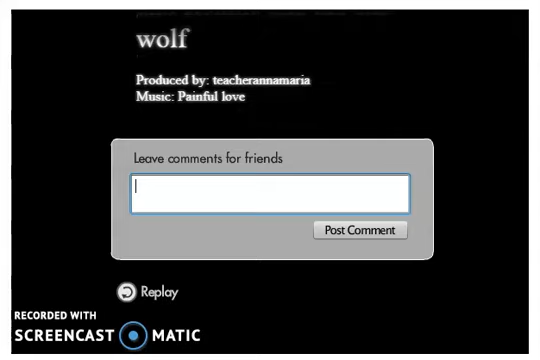 wolf
Produced by: teacherannamaria
Music: Painful love
Leave comments for friends
Post Comment
Replay
RECORDED WITH
SCREENCAST MATIC